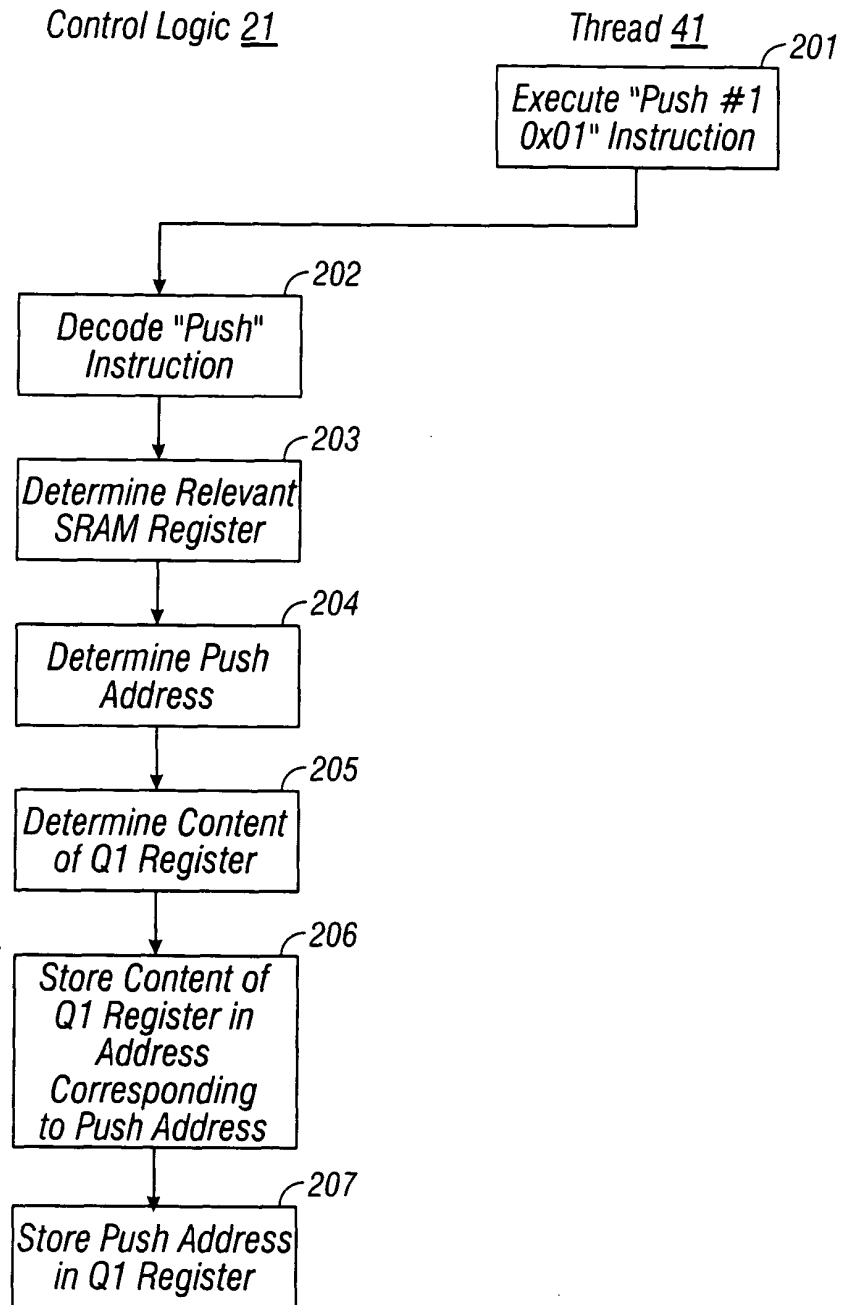 Control Logic 21
Thread 41
201
Execute "Push #1
0x01" Instruction
202
Decode "Push"
Instruction
203
Determine Relevant
SRAM Register
204
Determine Push
Address
205
Determine Content
of Q1 Register
206
Store Content of
Q1 Register in
Address
Corresponding
to Push Address
207
Store Push Address
in Q1 Register